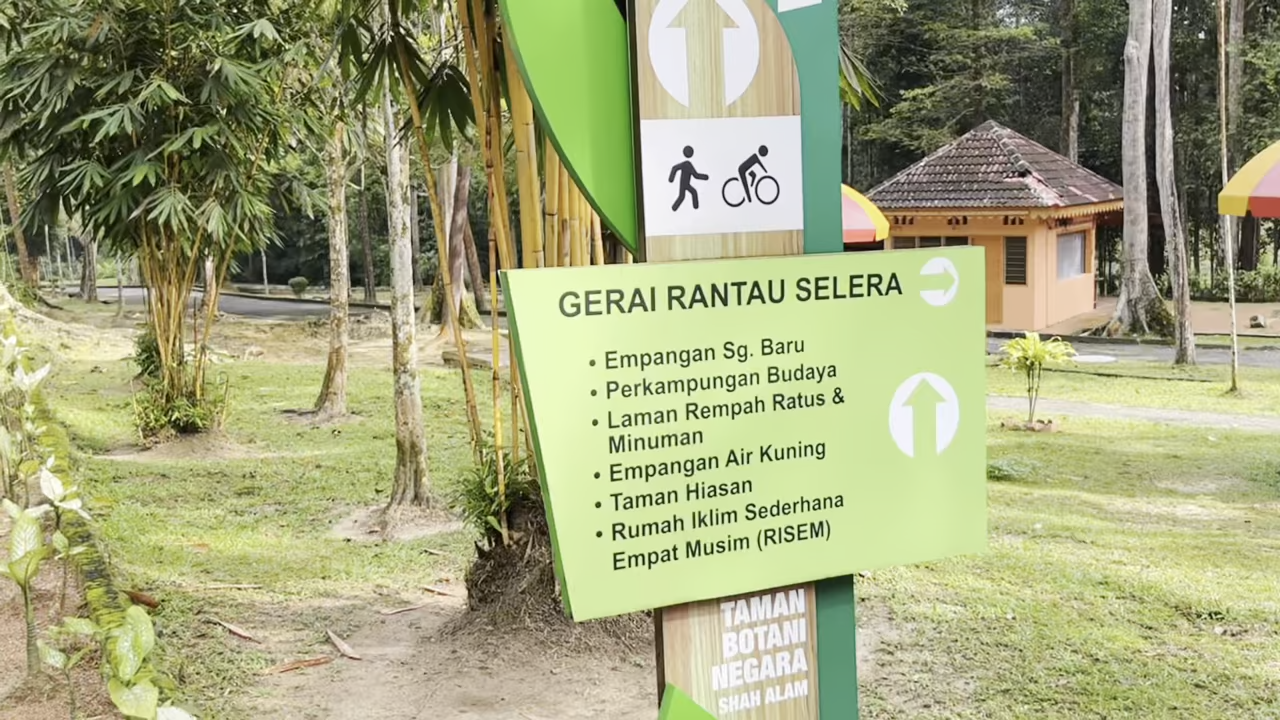 GERAI RANTAU SELERA
• Empangan Sg. Baru
• Perkampungan Budaya
• Laman Rempah Ratus &
Minuman
• Empangan Air Kuning
• Taman Hiasan
• Rumah Iklim Sederhana
Empat Musim (RISEM)
TAMAN
BOTANI
NEGARA
SHAH ALAM